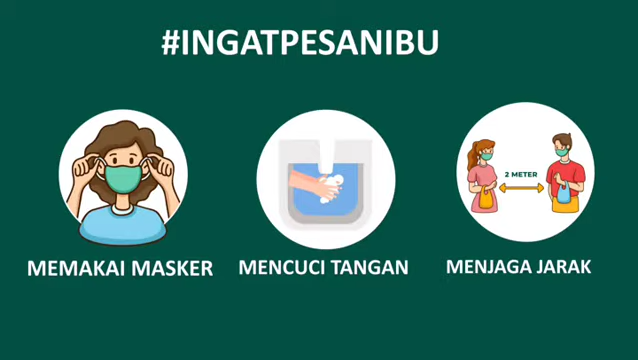 #INGATPESANIBU
2 METER
MEMAKAI MASKER
MENCUCI TANGAN
MENJAGA JARAK